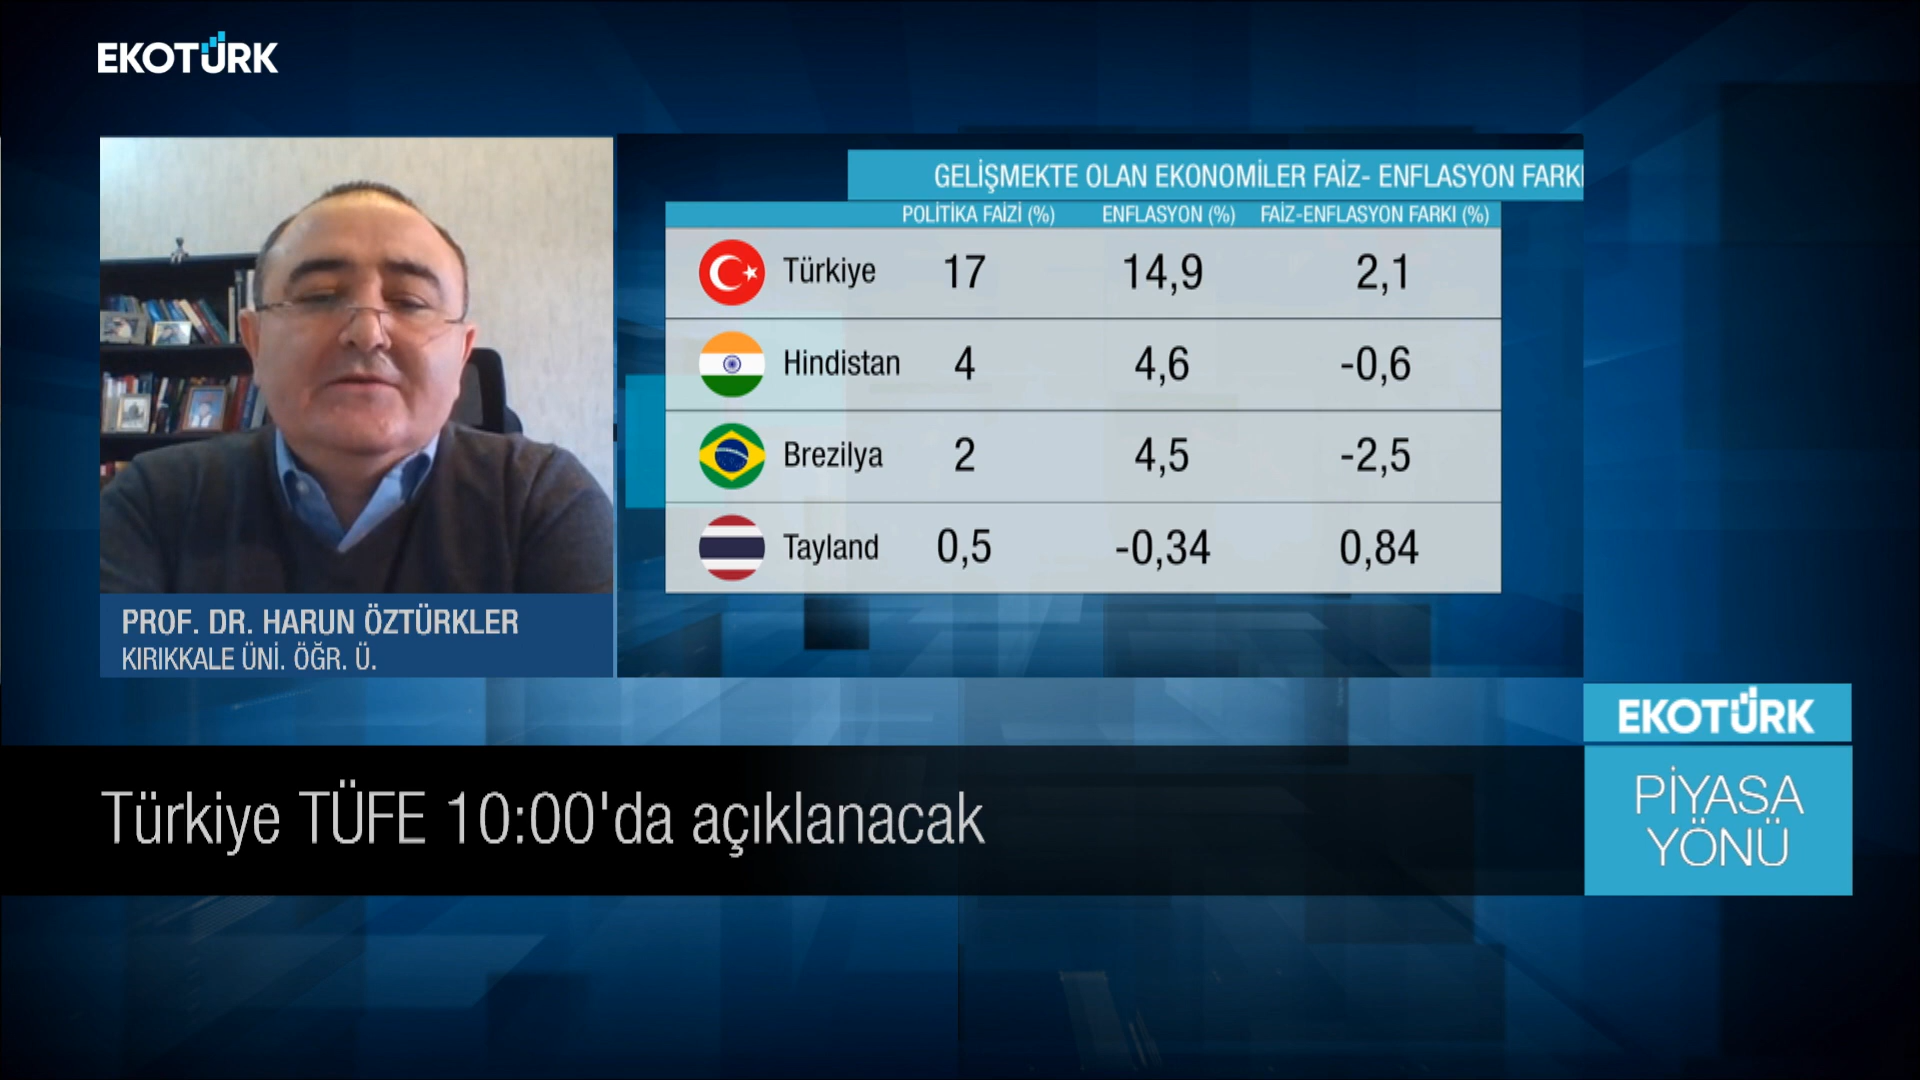 EKOTÜRK
GELİŞMEKTE OLAN EKONOMİLER FAİZ- ENFLASYON FARKI
POLİTİKA FAİZİ (%) ENFLASYON (%) FAİZ-ENFLASYON FARKI (%)
Türkiye 17 14,9 2,1
Hindistan 4 4,6 -0,6
Brezilya 2 4,5 -2,5
Tayland 0,5 -0,34 0,84
PROF. DR. HARUN ÖZTÜRKLER
KIRIKKALE ÜNİ. ÖĞR. Ü.
EKOTÜRK
PİYASA
YÖNÜ
Türkiye TÜFE 10:00'da açıklanacak